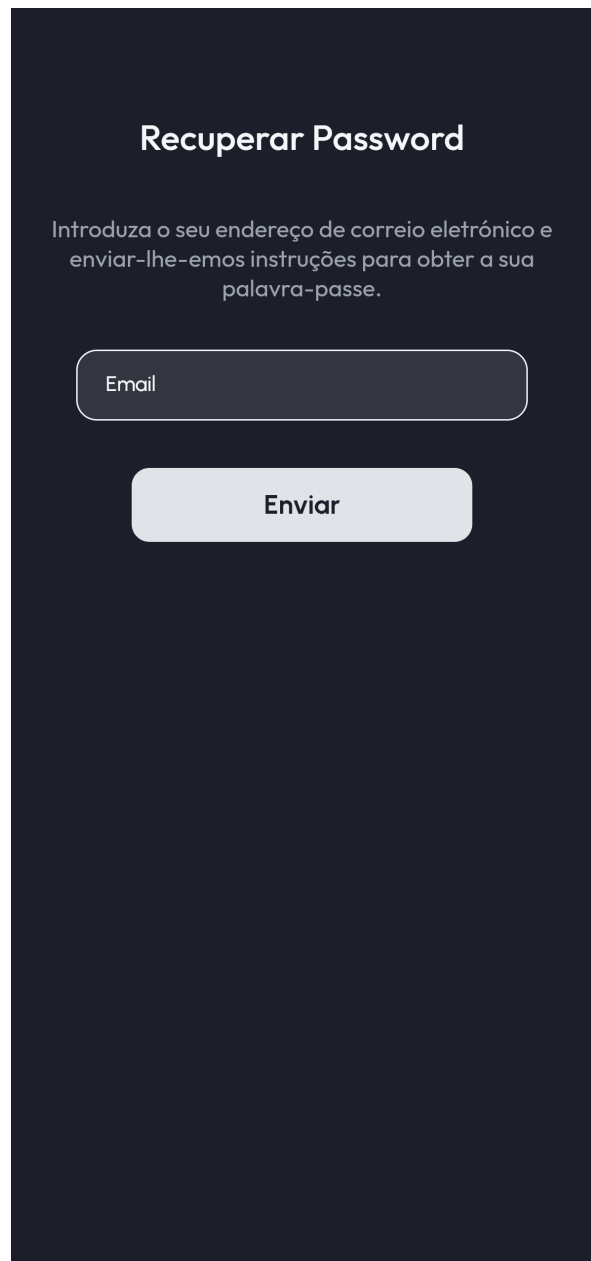 Recuperar Password
Introduza o seu endereço de correio eletrónico e
enviar-lhe-emos instruções para obter a sua
palavra-passe.
Email
Enviar